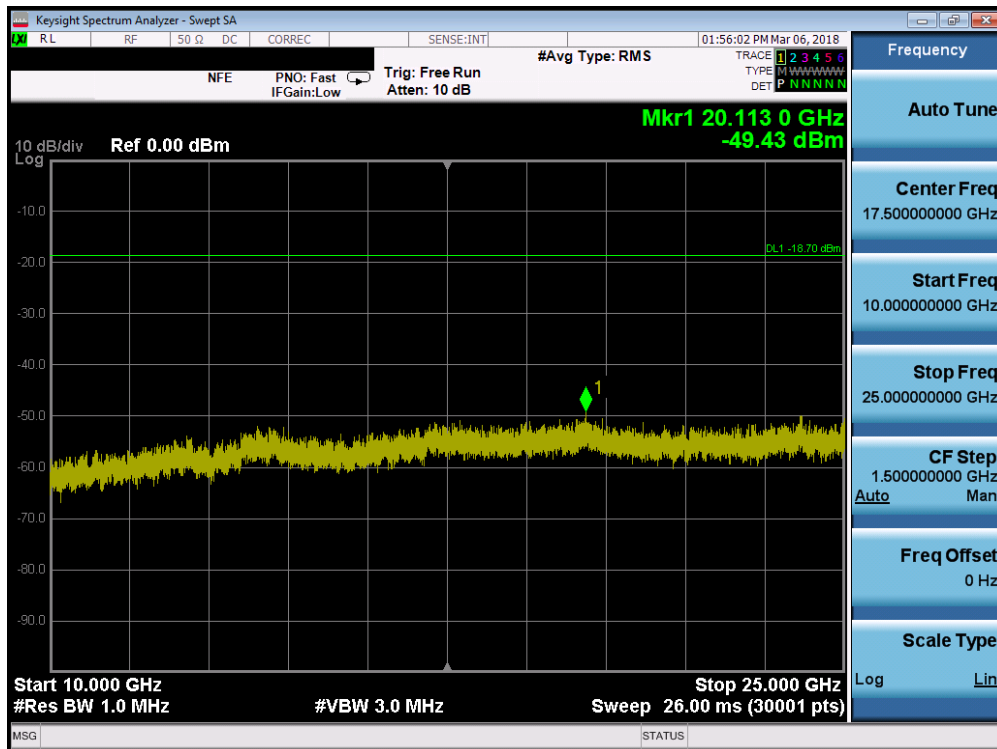 Keysight Spectrum Analyzer - Swept SA
LXI RL RF 50 Ω DC CORREC SENSE:INT 01:56:02 PM Mar 06, 2018
Frequency
NFE PNO: Fast Trig: Free Run #Avg Type: RMS TRACE 1 2 3 4 5 6
IFGain:Low Atten: 10 dB TYPE M WWWWW
DET P N N N N N
Auto Tune
Mkr1 20.113 0 GHz
-49.43 dBm
10 dB/div Ref 0.00 dBm
Log
-10.0
DL1 -18.70 dBm
-20.0
-30.0
-40.0
1
-50.0
-60.0
-70.0
-80.0
-90.0
Center Freq
17.500000000 GHz
Start Freq
10.000000000 GHz
Stop Freq
25.000000000 GHz
CF Step
1.500000000 GHz
Auto Man
Freq Offset
0 Hz
Scale Type
Log Lin
Start 10.000 GHz Stop 25.000 GHz
#Res BW 1.0 MHz #VBW 3.0 MHz Sweep 26.00 ms (30001 pts)
MSG STATUS